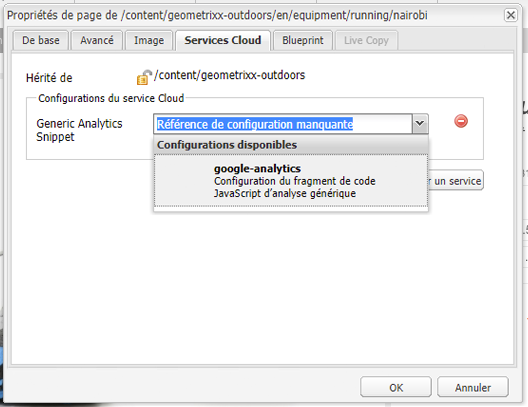 Propriétés de page de /content/geometrixx-outdoors/en/equipment/running/nairobi
De base
Avancé
Image
Services Cloud
Blueprint
Live Copy
Hérité de
/content/geometrixx-outdoors
Configurations du service Cloud
Generic Analytics
Snippet
Référence de configuration manquante
Configurations disponibles
google-analytics
Configuration du fragment de code
JavaScript d'analyse générique
r un service
OK
Annuler